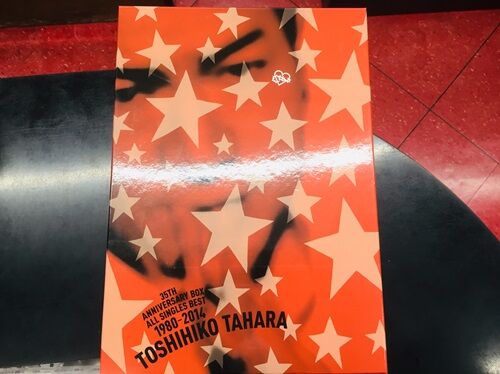 35TH
ANNIVERSARY BOX
ALL SINGLES BEST
1980-2014
TOSHIHIKO TAHARA